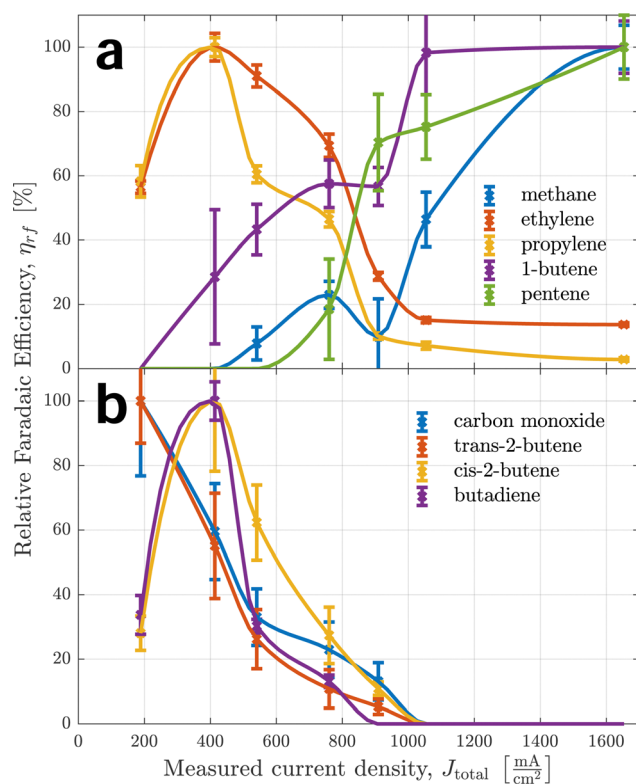 Relative Faradaic Efficiency, η_rf [%]
a
100
80
60
40
20
0
methane
ethylene
propylene
1-butene
pentene
b
100
80
60
40
20
0
carbon monoxide
trans-2-butene
cis-2-butene
butadiene
0 200 400 600 800 1000 1200 1400 1600
Measured current density, J_total [mA/cm²]